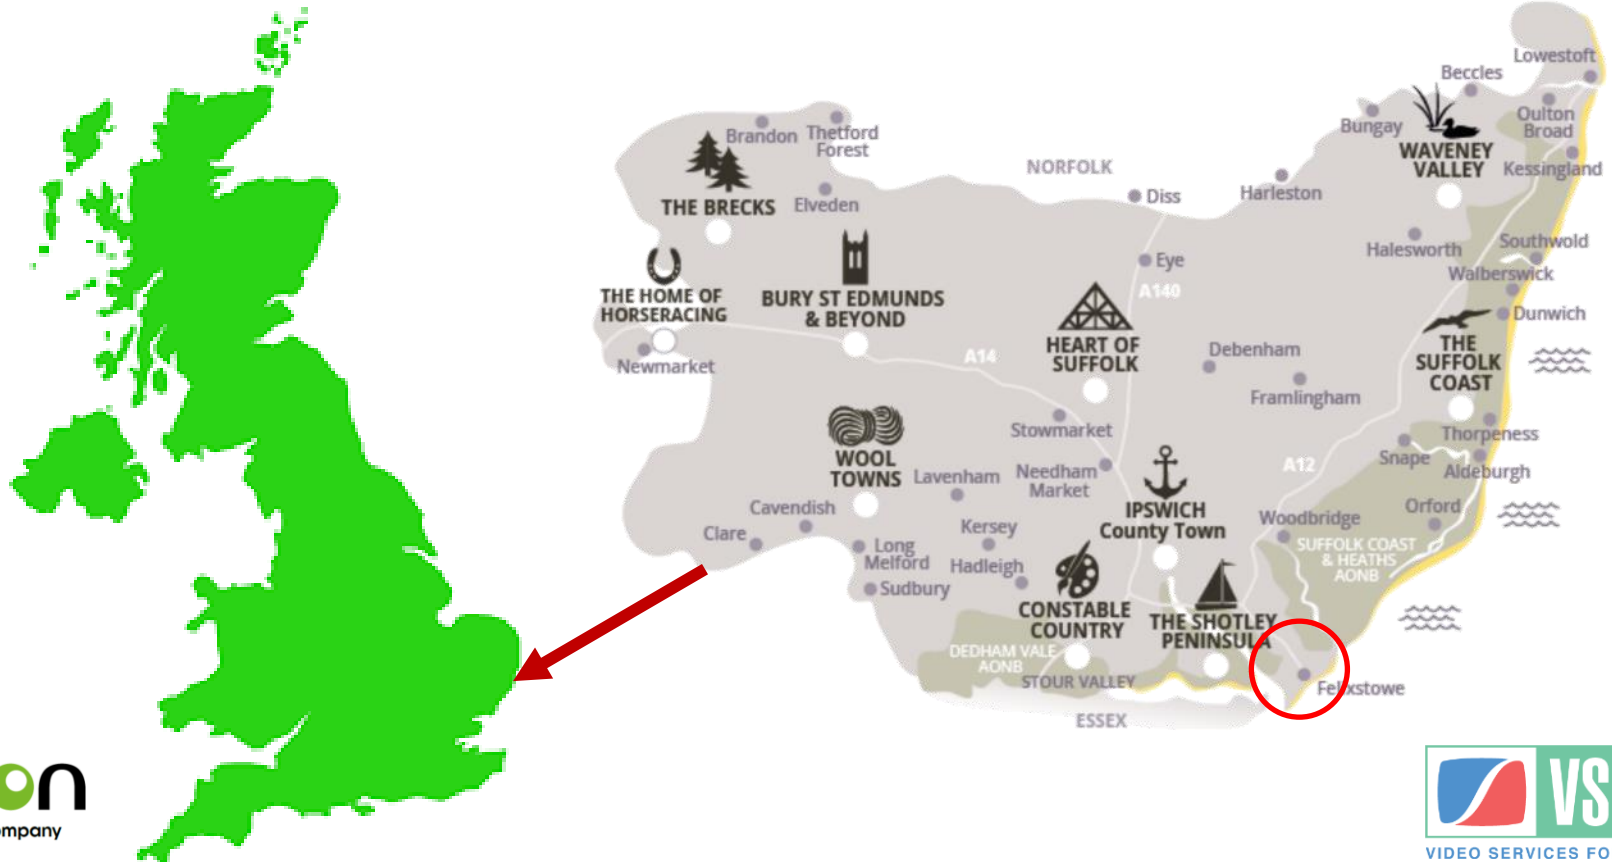 Lowestoft
Beccles
Oulton
Broad
Bungay
WAVENEY
VALLEY
Kessingland
Brandon
Thetford
Forest
NORFOLK
Diss
Harleston
THE BRECKS
Elveden
Halesworth
Southwold
Walberswick
Eye
A140
THE HOME OF
HORSERACING
Newmarket
BURY ST EDMUNDS
& BEYOND
A14
HEART OF
SUFFOLK
Debenham
Framlingham
Dunwich
THE
SUFFOLK
COAST
Stowmarket
Thorpeness
Snape
Aldeburgh
WOOL
TOWNS
Lavenham
Needham
Market
A12
Cavendish
Clare
Kersey
IPSWICH
County Town
Woodbridge
Orford
Long
Melford
Hadleigh
Sudbury
SUFFOLK COAST
& HEATHS
AONB
CONSTABLE
COUNTRY
THE SHOTLEY
PENINSULA
DEDHAM VALE
AONB
STOUR VALLEY
Felixstowe
ESSEX
on
mpany
VS
VIDEO SERVICES FO